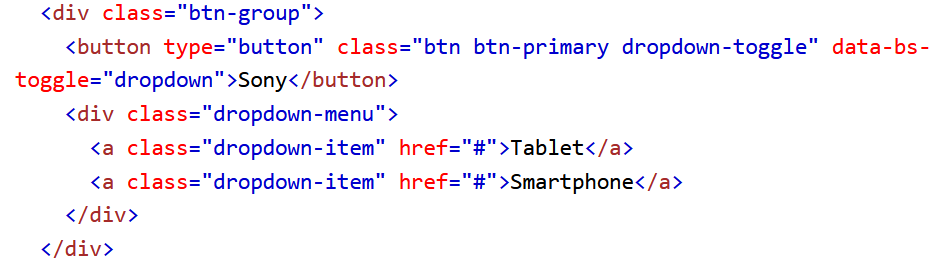 <div class="btn-group">
<button type="button" class="btn btn-primary dropdown-toggle" data-bs-
toggle="dropdown">Sony</button>
<div class="dropdown-menu">
<a class="dropdown-item" href="#">Tablet</a>
<a class="dropdown-item" href="#">Smartphone</a>
</div>
</div>